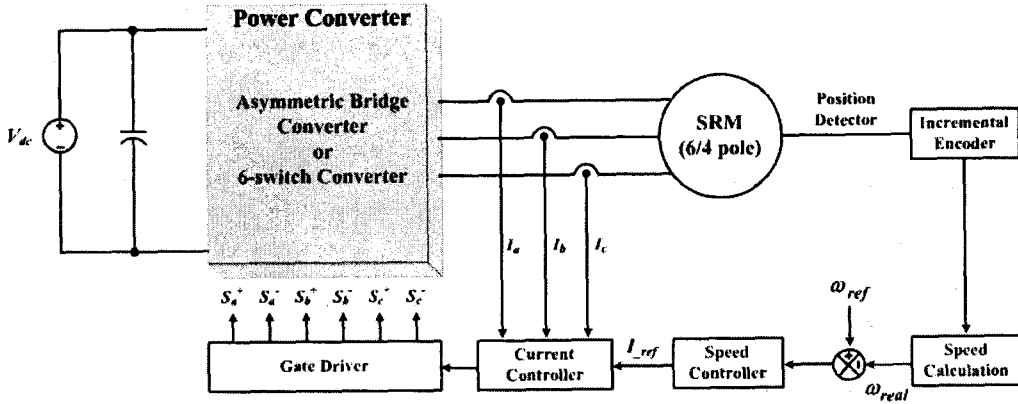 Power Converter
Asymmetric Bridge
Converter
or
6-switch Converter
V_dc
+
−
SRM
(6/4 pole)
Position
Detector
Incremental
Encoder
I_a
I_b
I_c
S_a^+ S_a^- S_b^+ S_b^- S_c^+ S_c^-
Gate Driver
Current
Controller
I_ref
Speed
Controller
ω_ref
ω_real
Speed
Calculation